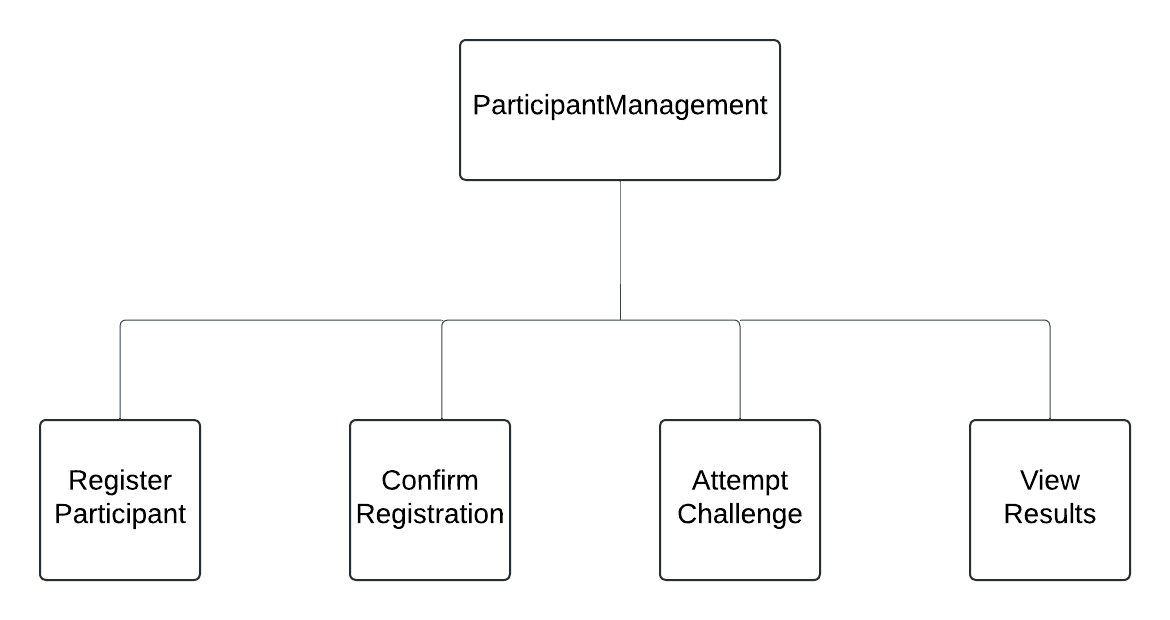 ParticipantManagement
Register
Participant
Confirm
Registration
Attempt
Challenge
View
Results